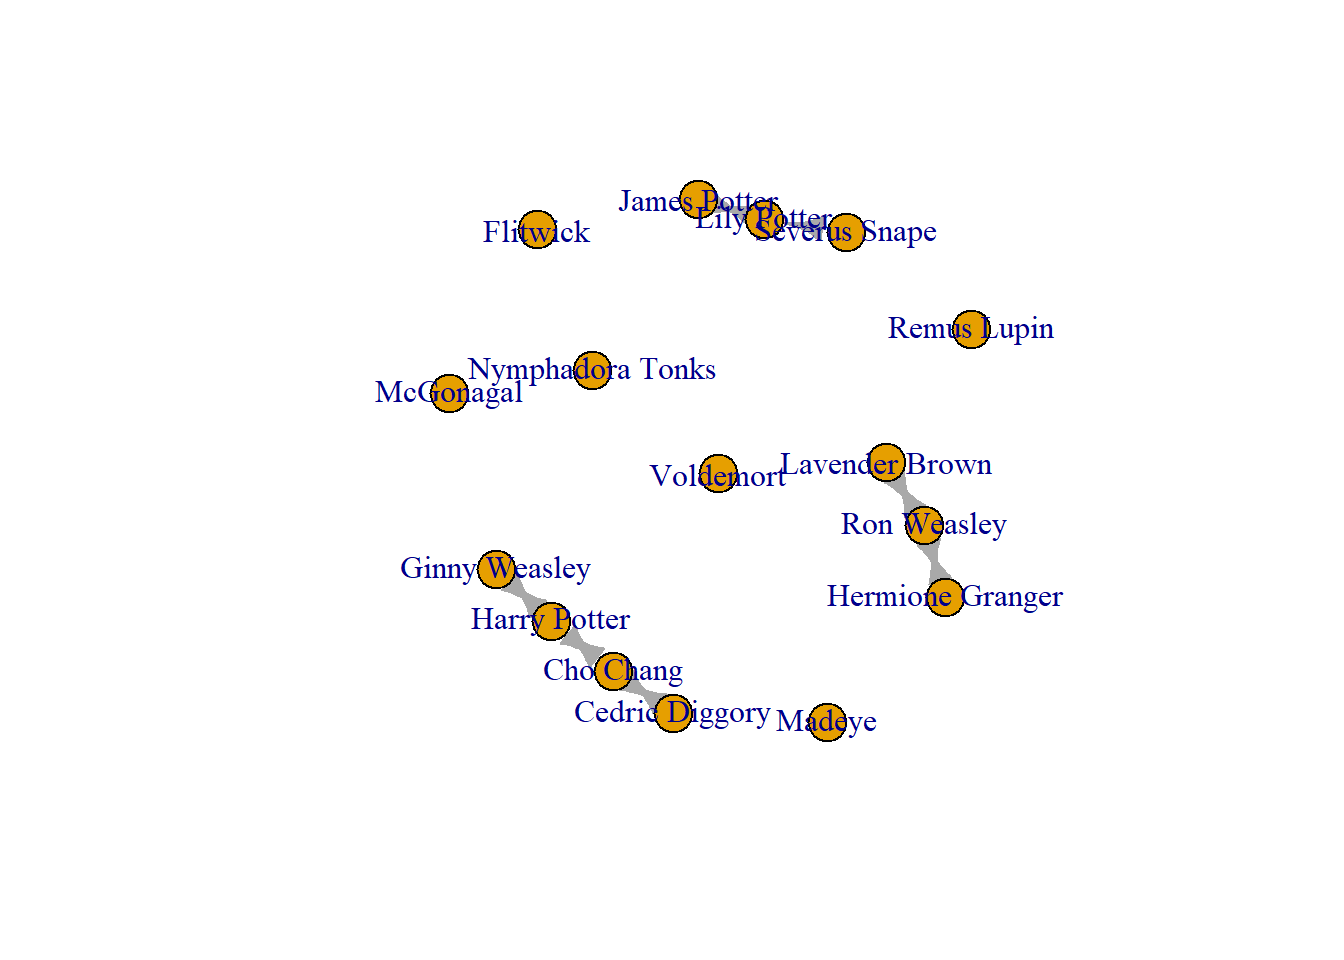 James Potter
Lily Potter
Severus Snape
Flitwick
Remus Lupin
Nymphadora Tonks
McGonagal
Lavender Brown
Voldemort
Ron Weasley
Ginny Weasley
Hermione Granger
Harry Potter
Cho Chang
Cedric Diggory
Madeye